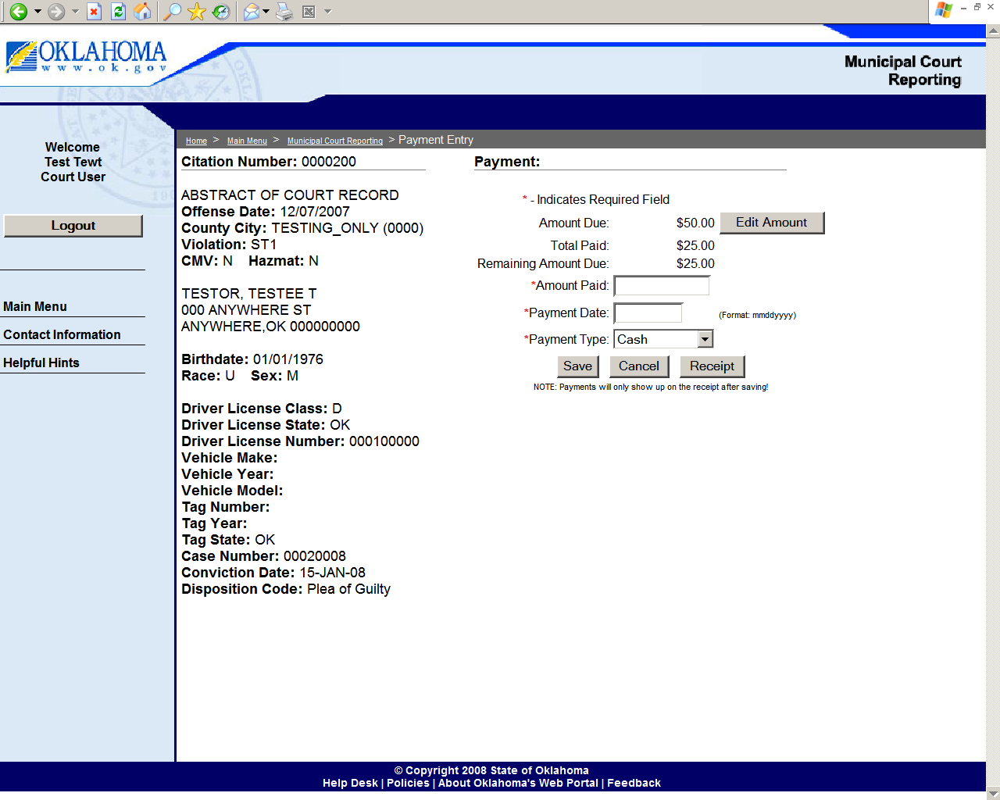 OKLAHOMA
www.ok.gov
Municipal Court
Reporting
Welcome
Test Tewt
Court User
Logout
Main Menu
Contact Information
Helpful Hints
Home > Main Menu > Municipal Court Reporting > Payment Entry
Citation Number: 0000200
ABSTRACT OF COURT RECORD
Offense Date: 12/07/2007
County City: TESTING_ONLY (0000)
Violation: ST1
CMV: N Hazmat: N
TESTOR, TESTEE T
000 ANYWHERE ST
ANYWHERE,OK 000000000
Birthdate: 01/01/1976
Race: U Sex: M
Driver License Class: D
Driver License State: OK
Driver License Number: 000100000
Vehicle Make:
Vehicle Year:
Vehicle Model:
Tag Number:
Tag Year:
Tag State: OK
Case Number: 00020008
Conviction Date: 15-JAN-08
Disposition Code: Plea of Guilty
Payment:
* - Indicates Required Field
Amount Due: $50.00 Edit Amount
Total Paid: $25.00
Remaining Amount Due: $25.00
*Amount Paid:
*Payment Date: (Format: mmddyyyy)
*Payment Type: Cash
Save Cancel Receipt
NOTE: Payments will only show up on the receipt after saving!
© Copyright 2008 State of Oklahoma
Help Desk | Policies | About Oklahoma's Web Portal | Feedback